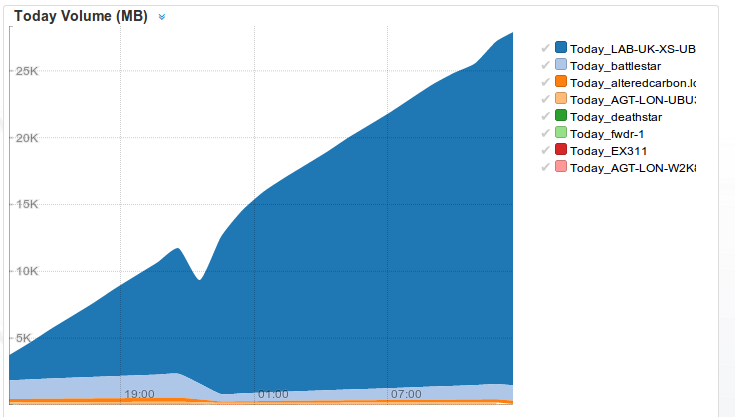 Today Volume (MB)
25K
20K
15K
10K
5K
19:00
01:00
07:00
Today_LAB-UK-XS-UB
Today_battlestar
Today_alteredcarbon.lo
Today_AGT-LON-UBU
Today_deathstar
Today_fwdr-1
Today_EX311
Today_AGT-LON-W2K